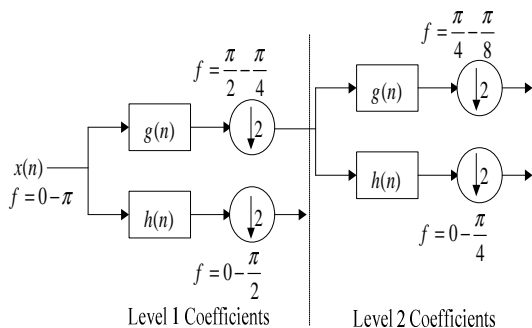 f = π/2 − π/4
f = π/4 − π/8
g(n)
↓2
g(n)
↓2
x(n)
f = 0 − π
h(n)
↓2
h(n)
↓2
f = 0 − π/2
f = 0 − π/4
Level 1 Coefficients
Level 2 Coefficients